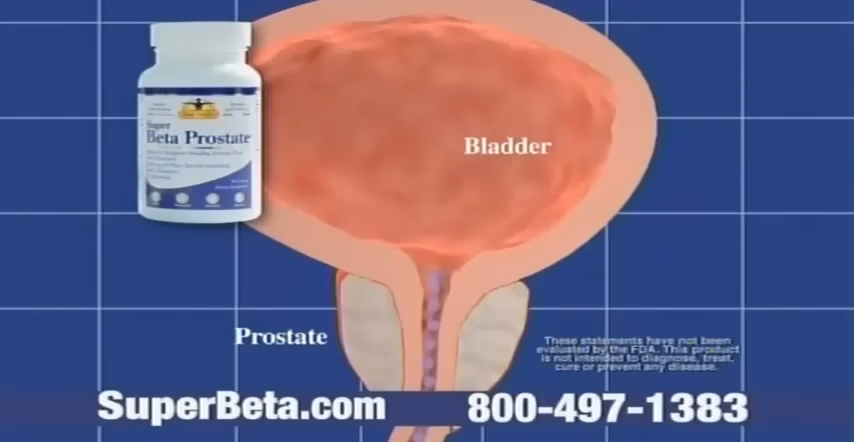 Super
Beta Prostate
Bladder
Prostate
These statements have not been
evaluated by the FDA. This product
is not intended to diagnose, treat,
cure or prevent any disease.
SuperBeta.com 800-497-1383